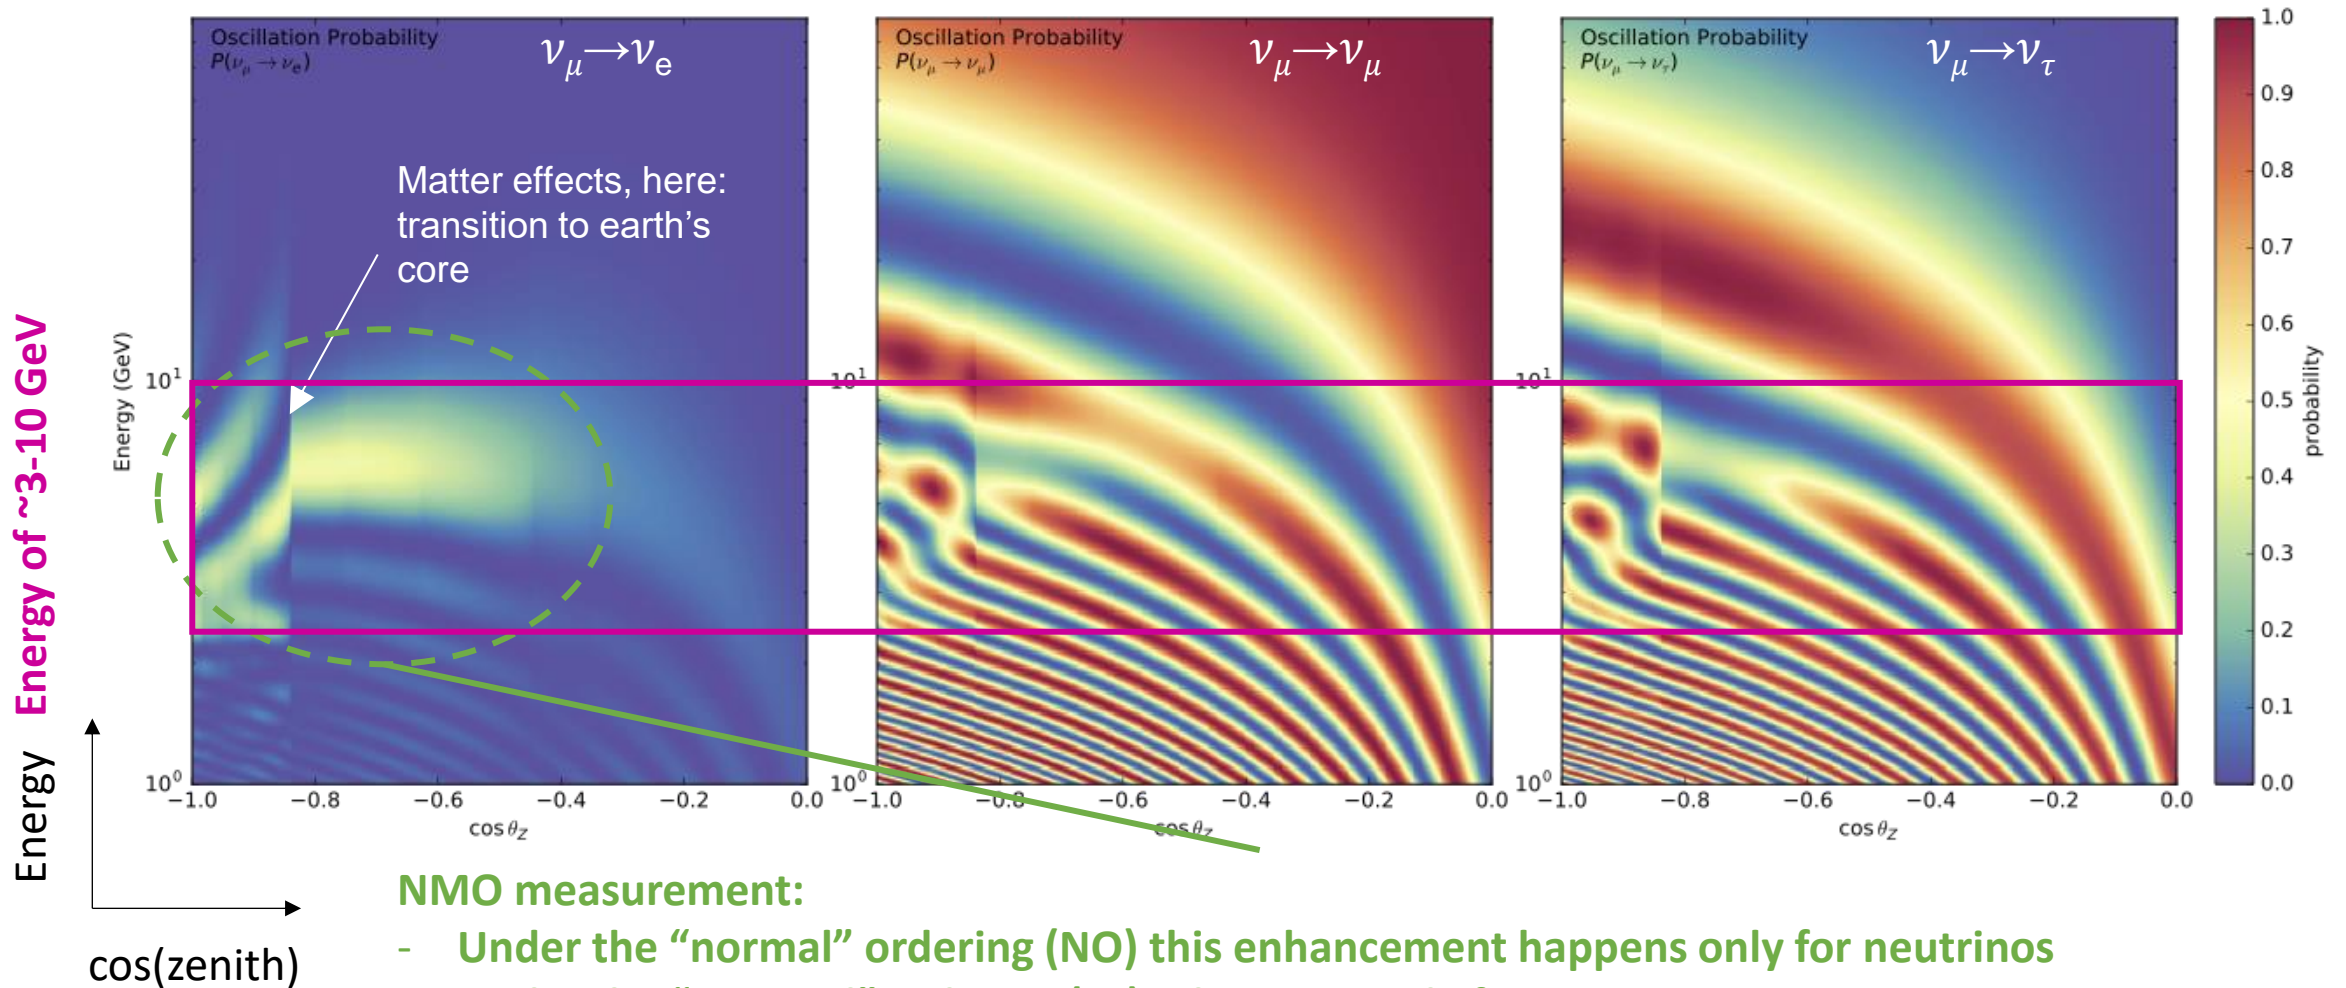 Oscillation Probability
P(νμ → νe)
νμ→νe
Oscillation Probability
P(νμ → νμ)
νμ→νμ
Oscillation Probability
P(νμ → ντ)
νμ→ντ
Matter effects, here:
transition to earth's
core
Energy of ~3-10 GeV
Energy (GeV)
10¹
10⁰
10¹
10⁰
10¹
10⁰
−1.0 −0.8 −0.6 −0.4 −0.2 0.0
cos θZ
−1.0 −0.8 −0.6 −0.4 −0.2 0.0
cos θZ
−1.0 −0.8 −0.6 −0.4 −0.2 0.0
cos θZ
1.0
0.9
0.8
0.7
0.6
0.5
0.4
0.3
0.2
0.1
0.0
probability
Energy
cos(zenith)
NMO measurement:
- Under the “normal” ordering (NO) this enhancement happens only for neutrinos